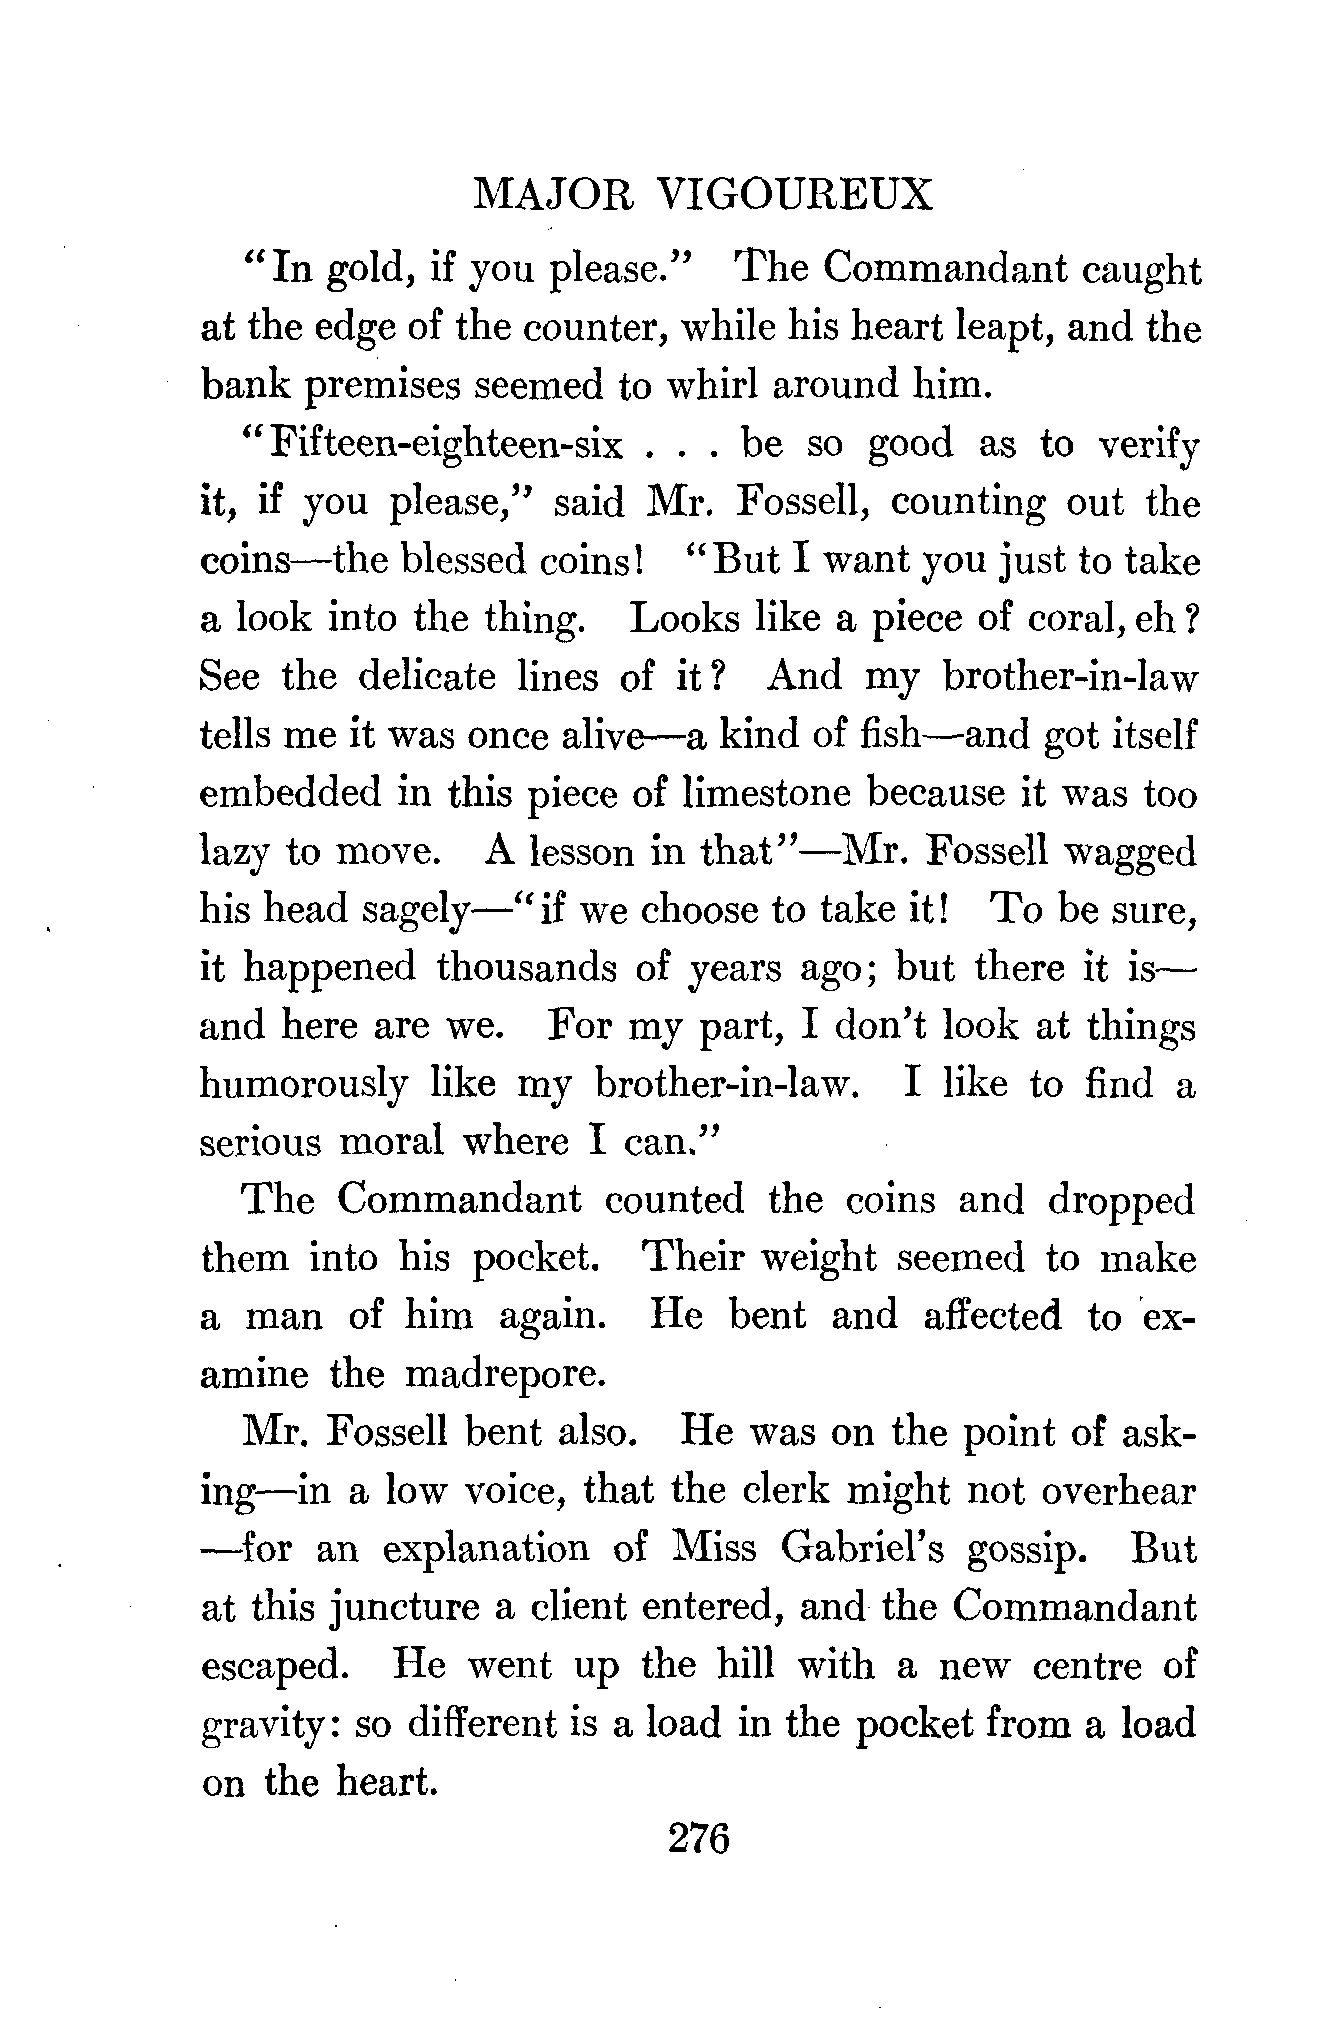 MAJOR VIGOUREUX
“In gold, if you please.” The Commandant caught
at the edge of the counter, while his heart leapt, and the
bank premises seemed to whirl around him.
“Fifteen-eighteen-six . . . be so good as to verify
it, if you please,” said Mr. Fossell, counting out the
coins—the blessed coins! “But I want you just to take
a look into the thing. Looks like a piece of coral, eh?
See the delicate lines of it? And my brother-in-law
tells me it was once alive—a kind of fish—and got itself
embedded in this piece of limestone because it was too
lazy to move. A lesson in that”—Mr. Fossell wagged
his head sagely—“if we choose to take it! To be sure,
it happened thousands of years ago; but there it is—
and here are we. For my part, I don’t look at things
humorously like my brother-in-law. I like to find a
serious moral where I can.”
The Commandant counted the coins and dropped
them into his pocket. Their weight seemed to make
a man of him again. He bent and affected to ex-
amine the madrepore.
Mr. Fossell bent also. He was on the point of ask-
ing—in a low voice, that the clerk might not overhear
—for an explanation of Miss Gabriel’s gossip. But
at this juncture a client entered, and the Commandant
escaped. He went up the hill with a new centre of
gravity: so different is a load in the pocket from a load
on the heart.
276